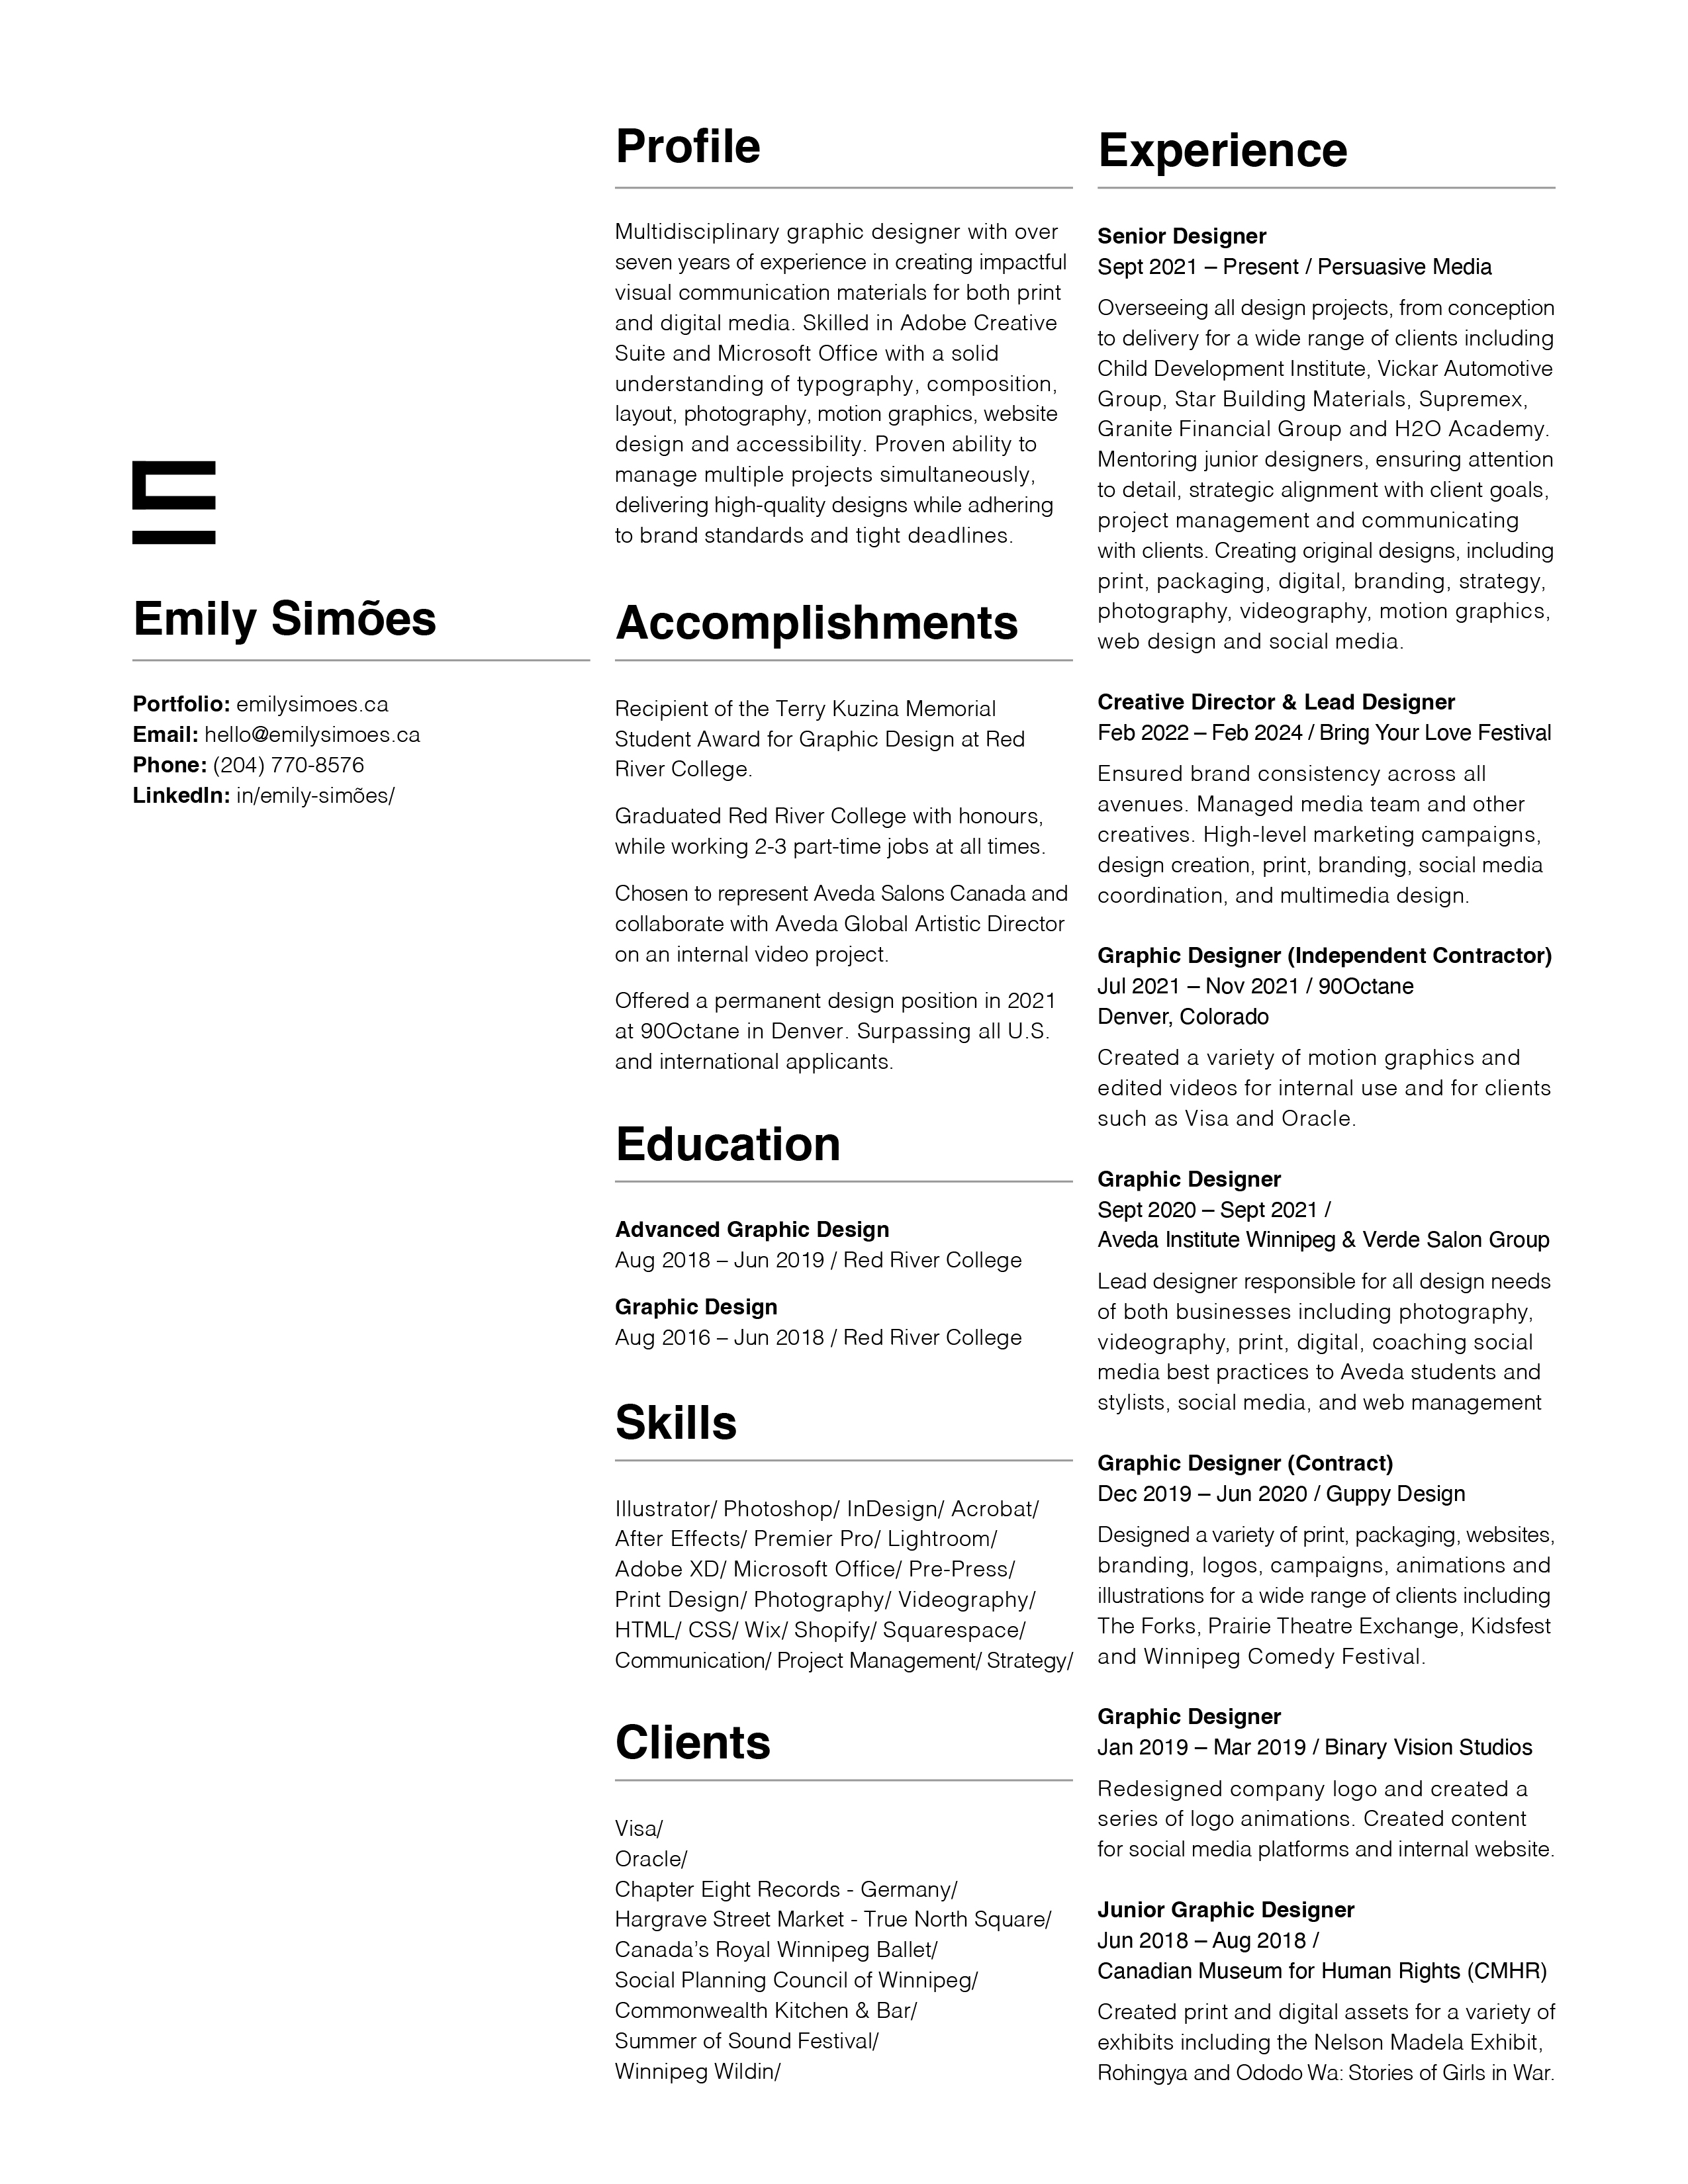 Emily Simões
Portfolio: emilysimoes.ca
Email: hello@emilysimoes.ca
Phone: (204) 770-8576
LinkedIn: in/emily-simões/
Profile
Multidisciplinary graphic designer with over
seven years of experience in creating impactful
visual communication materials for both print
and digital media. Skilled in Adobe Creative
Suite and Microsoft Office with a solid
understanding of typography, composition,
layout, photography, motion graphics, website
design and accessibility. Proven ability to
manage multiple projects simultaneously,
delivering high-quality designs while adhering
to brand standards and tight deadlines.
Accomplishments
Recipient of the Terry Kuzina Memorial
Student Award for Graphic Design at Red
River College.
Graduated Red River College with honours,
while working 2-3 part-time jobs at all times.
Chosen to represent Aveda Salons Canada and
collaborate with Aveda Global Artistic Director
on an internal video project.
Offered a permanent design position in 2021
at 90Octane in Denver. Surpassing all U.S.
and international applicants.
Education
Advanced Graphic Design
Aug 2018 – Jun 2019 / Red River College
Graphic Design
Aug 2016 – Jun 2018 / Red River College
Skills
Illustrator/ Photoshop/ InDesign/ Acrobat/
After Effects/ Premier Pro/ Lightroom/
Adobe XD/ Microsoft Office/ Pre-Press/
Print Design/ Photography/ Videography/
HTML/ CSS/ Wix/ Shopify/ Squarespace/
Communication/ Project Management/ Strategy/
Clients
Visa/
Oracle/
Chapter Eight Records - Germany/
Hargrave Street Market - True North Square/
Canada’s Royal Winnipeg Ballet/
Social Planning Council of Winnipeg/
Commonwealth Kitchen & Bar/
Summer of Sound Festival/
Winnipeg Wildin/
Experience
Senior Designer
Sept 2021 – Present / Persuasive Media
Overseeing all design projects, from conception
to delivery for a wide range of clients including
Child Development Institute, Vickar Automotive
Group, Star Building Materials, Supremex,
Granite Financial Group and H2O Academy.
Mentoring junior designers, ensuring attention
to detail, strategic alignment with client goals,
project management and communicating
with clients. Creating original designs, including
print, packaging, digital, branding, strategy,
photography, videography, motion graphics,
web design and social media.
Creative Director & Lead Designer
Feb 2022 – Feb 2024 / Bring Your Love Festival
Ensured brand consistency across all
avenues. Managed media team and other
creatives. High-level marketing campaigns,
design creation, print, branding, social media
coordination, and multimedia design.
Graphic Designer (Independent Contractor)
Jul 2021 – Nov 2021 / 90Octane
Denver, Colorado
Created a variety of motion graphics and
edited videos for internal use and for clients
such as Visa and Oracle.
Graphic Designer
Sept 2020 – Sept 2021 /
Aveda Institute Winnipeg & Verde Salon Group
Lead designer responsible for all design needs
of both businesses including photography,
videography, print, digital, coaching social
media best practices to Aveda students and
stylists, social media, and web management
Graphic Designer (Contract)
Dec 2019 – Jun 2020 / Guppy Design
Designed a variety of print, packaging, websites,
branding, logos, campaigns, animations and
illustrations for a wide range of clients including
The Forks, Prairie Theatre Exchange, Kidsfest
and Winnipeg Comedy Festival.
Graphic Designer
Jan 2019 – Mar 2019 / Binary Vision Studios
Redesigned company logo and created a
series of logo animations. Created content
for social media platforms and internal website.
Junior Graphic Designer
Jun 2018 – Aug 2018 /
Canadian Museum for Human Rights (CMHR)
Created print and digital assets for a variety of
exhibits including the Nelson Madela Exhibit,
Rohingya and Ododo Wa: Stories of Girls in War.